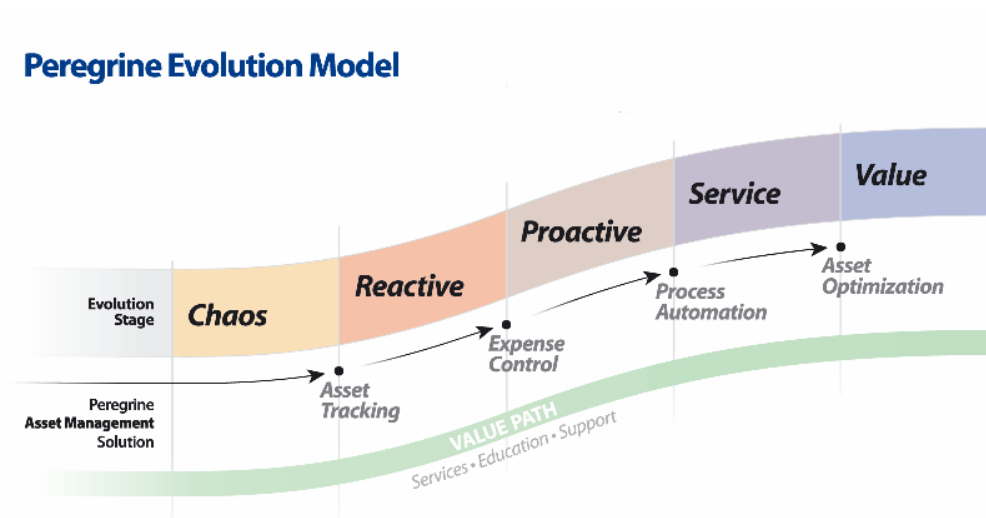 Peregrine Evolution Model
Evolution
Stage
Chaos
Reactive
Proactive
Service
Value
Peregrine
Asset Management
Solution
Asset
Tracking
Expense
Control
Process
Automation
Asset
Optimization
VALUE PATH
Services • Education • Support